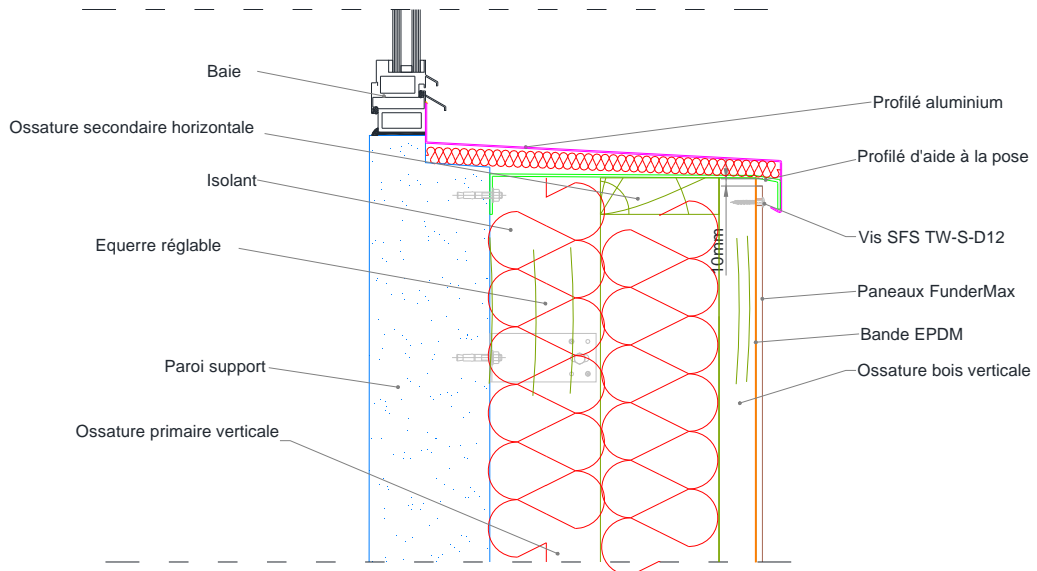 Baie
Ossature secondaire horizontale
Isolant
Equerre réglable
Paroi support
Ossature primaire verticale
10mm
Profilé aluminium
Profilé d'aide à la pose
Vis SFS TW-S-D12
Paneaux FunderMax
Bande EPDM
Ossature bois verticale